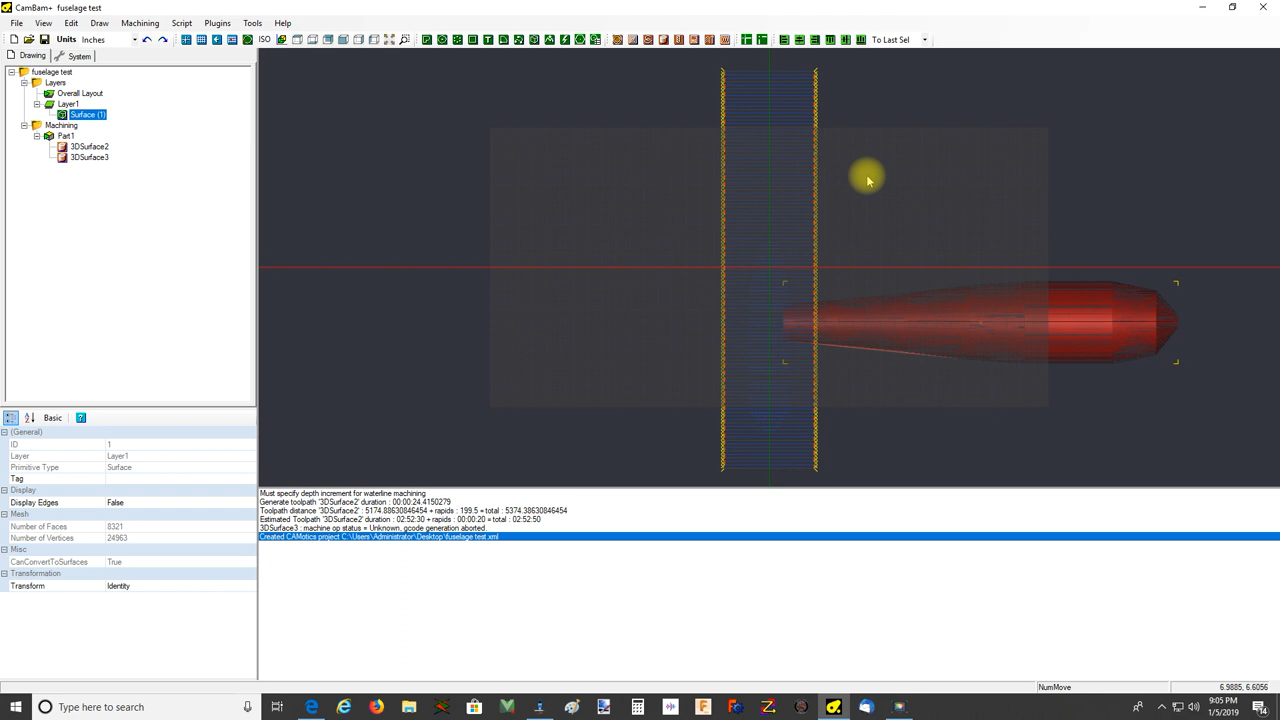 CamBam+ fuselage test
File View Edit Draw Machining Script Plugins Tools Help
Units Inches ISO To Last Sel
Drawing System
fuselage test
Layers
Overall Layout
Layer1
Surface (1)
Machining
Part1
3DSurface2
3DSurface3
Basic
(General)
ID 1
Layer Layer1
Primitive Type Surface
Tag
Display
Display Edges False
Mesh
Number of Faces 8321
Number of Vertices 24963
Misc
CanConvertToSurfaces True
Transformation
Transform Identity
Must specify depth increment for waterline machining
Generate toolpath '3DSurface2' duration : 00:00:24.4150279
Toolpath distance '3DSurface2' : 5174.88630846454 + rapids : 199.5 = total : 5374.38630846454
Estimated Toolpath '3DSurface2' duration : 02:52:30 + rapids : 00:00:20 = total : 02:52:50
3DSurface3 : machine op status = Unknown, gcode generation aborted.
Created CAMotics project C:\Users\Administrator\Desktop\fuselage test.xml
NumMove 6.9885, 6.6056
Type here to search
9:05 PM
1/5/2019